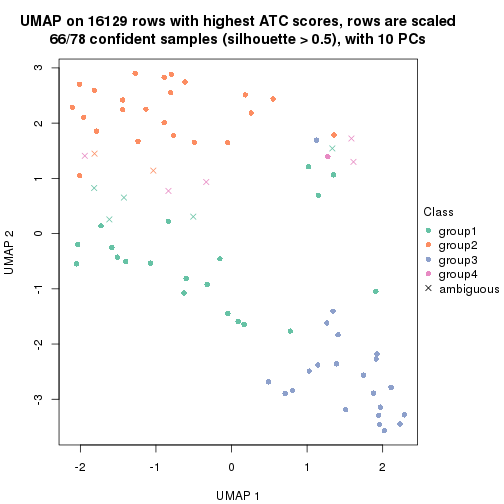 UMAP on 16129 rows with highest ATC scores, rows are scaled
66/78 confident samples (silhouette > 0.5), with 10 PCs
3
2
1
0
-1
-2
-3
UMAP 2
-2
-1
0
1
2
UMAP 1
Class
group1
group2
group3
group4
ambiguous